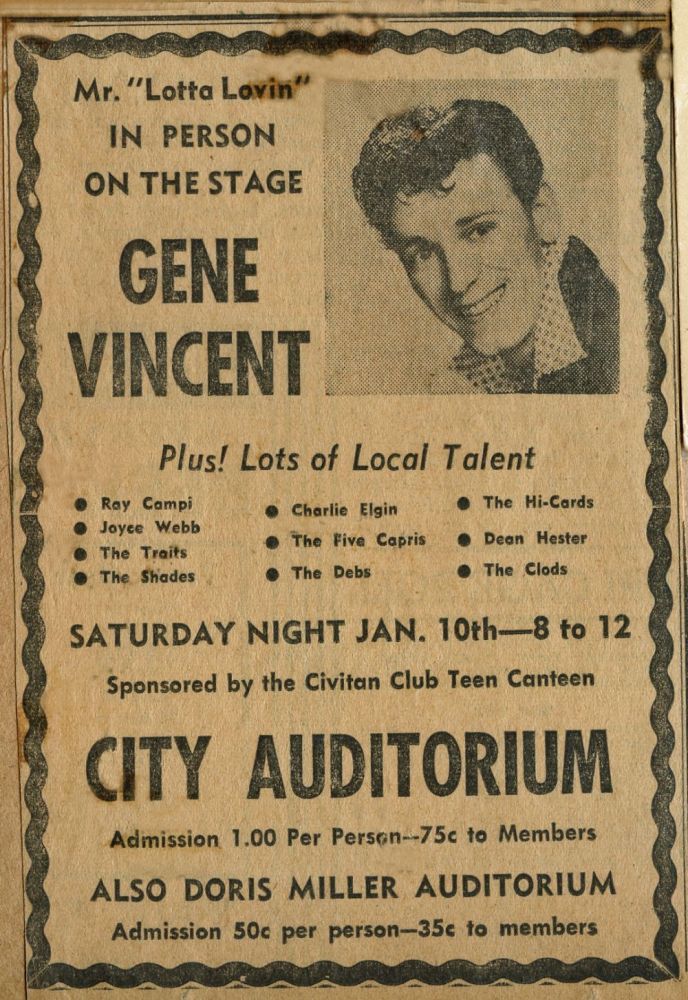 Mr. "Lotta Lovin"
IN PERSON
ON THE STAGE
GENE
VINCENT
Plus! Lots of Local Talent
● Ray Campi
● Joyce Webb
● The Traits
● The Shades
● Charlie Elgin
● The Five Capris
● The Debs
● The Hi-Cards
● Dean Hester
● The Clods
SATURDAY NIGHT JAN. 10th—8 to 12
Sponsored by the Civitan Club Teen Canteen
CITY AUDITORIUM
Admission 1.00 Per Person--75c to Members
ALSO DORIS MILLER AUDITORIUM
Admission 50c per person—35c to members